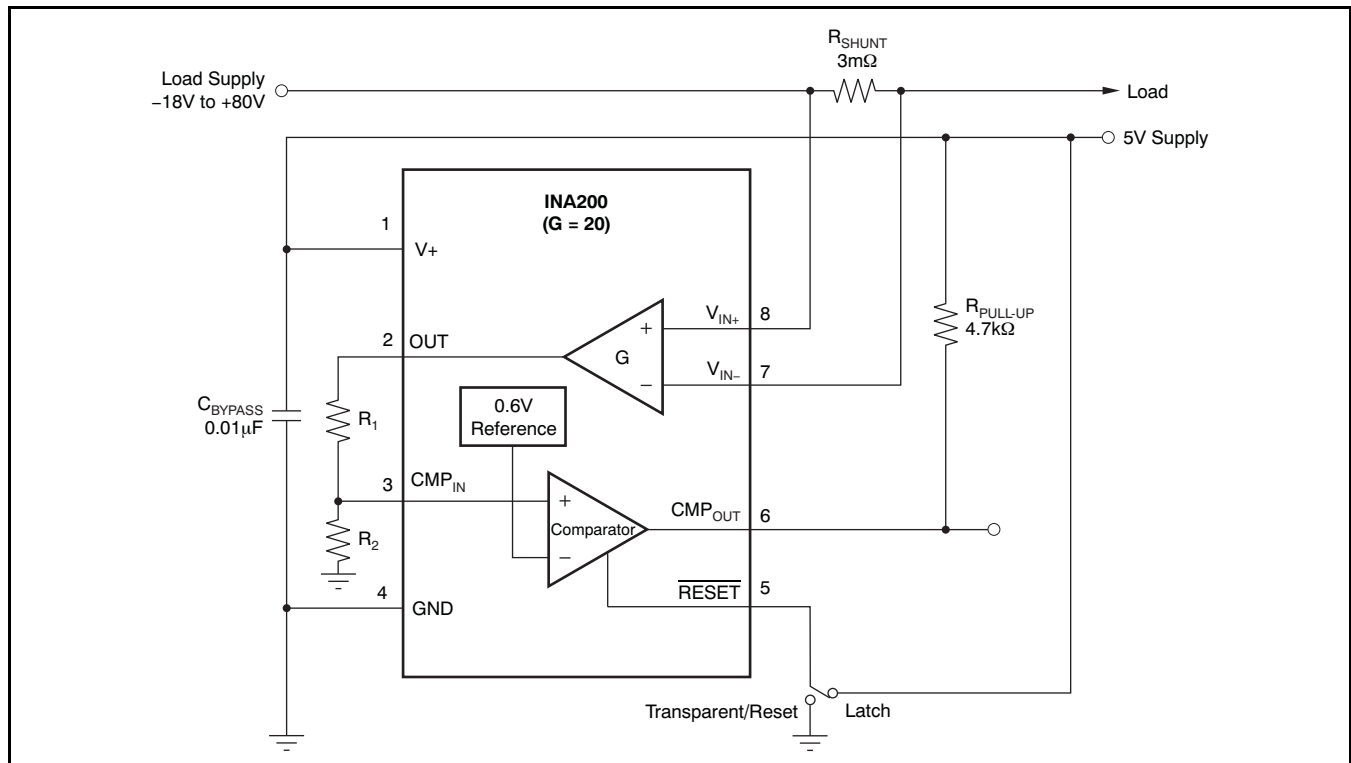 R_SHUNT
3mΩ
Load Supply
−18V to +80V
Load
5V Supply
INA200
(G = 20)
1
V+
V_IN+
8
R_PULL-UP
4.7kΩ
2
OUT
+
G
−
V_IN−
7
C_BYPASS
0.01μF
R_1
0.6V
Reference
3
CMP_IN
+
Comparator
−
CMP_OUT
6
R_2
RESET
5
4
GND
Transparent/Reset
Latch